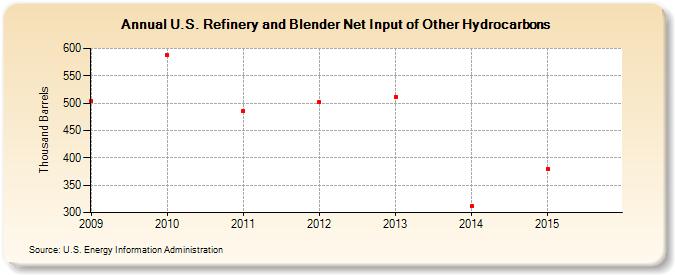 Annual U.S. Refinery and Blender Net Input of Other Hydrocarbons
Thousand Barrels
600
550
500
450
400
350
300
2009 2010 2011 2012 2013 2014 2015
Source: U.S. Energy Information Administration